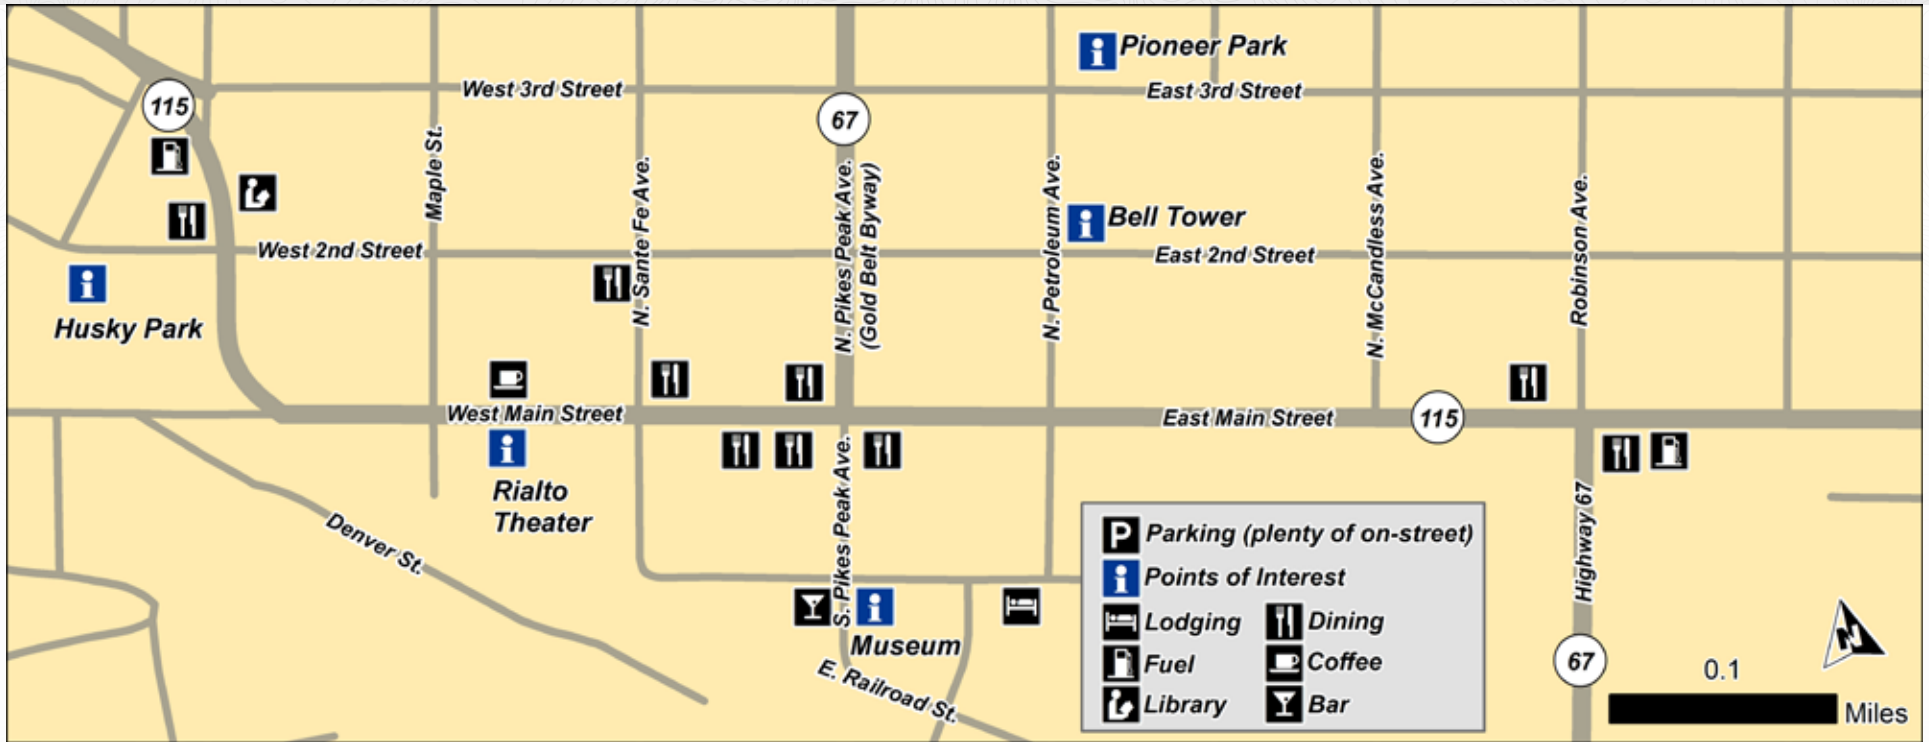 Pioneer Park
West 3rd Street
East 3rd Street
115
67
Maple St.
N. Sante Fe Ave.
N. Pikes Peak Ave.
(Gold Belt Byway)
N. Petroleum Ave.
N. McCandless Ave.
Robinson Ave.
Bell Tower
West 2nd Street
East 2nd Street
Husky Park
West Main Street
East Main Street
115
Rialto
Theater
Denver St.
S. Pikes Peak Ave.
Highway 67
Museum
E. Railroad St.
P Parking (plenty of on-street)
i Points of Interest
Lodging
Dining
Fuel
Coffee
Library
Bar
67
N
0.1
Miles